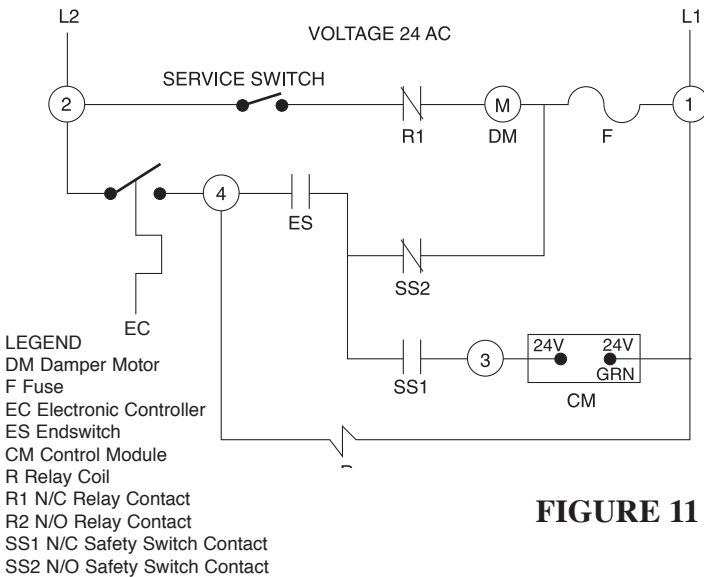 L2
L1
VOLTAGE 24 AC
SERVICE SWITCH
2
M
1
R1
DM
F
4
ES
SS2
EC
3
24V
24V
GRN
SS1
CM
LEGEND
DM Damper Motor
F Fuse
EC Electronic Controller
ES Endswitch
CM Control Module
R Relay Coil
R1 N/C Relay Contact
R2 N/O Relay Contact
SS1 N/C Safety Switch Contact
SS2 N/O Safety Switch Contact
FIGURE 11